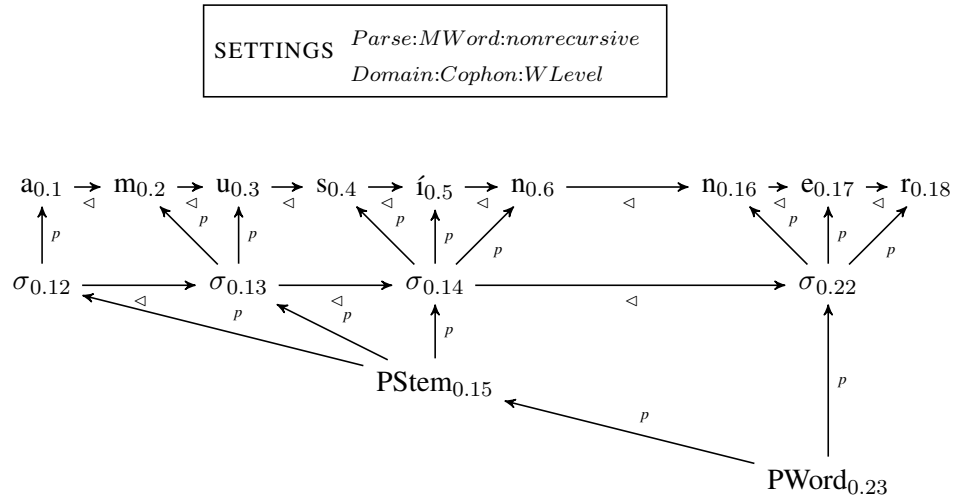 SETTINGS Parse:MWord:nonrecursive
Domain:Cophon:WLevel
a0.1 m0.2 u0.3 s0.4 í0.5 n0.6 n0.16 e0.17 r0.18
◁ ◁ ◁ ◁ ◁ ◁ ◁ ◁
p p p p p p p p p p
σ0.12 σ0.13 σ0.14 σ0.22
◁ ◁ ◁
p p p p
PStem0.15
p
PWord0.23